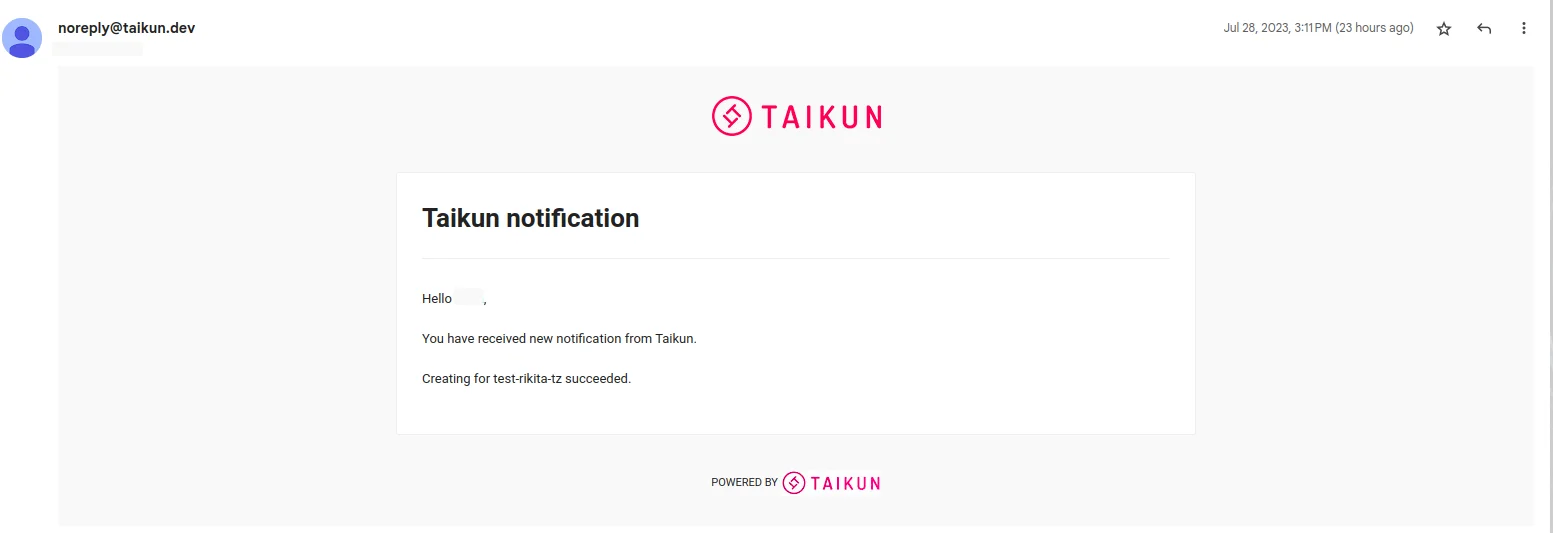 noreply@taikun.dev
Jul 28, 2023, 3:11 PM (23 hours ago)
TAIKUN
Taikun notification
Hello ,
You have received new notification from Taikun.
Creating for test-rikita-tz succeeded.
POWERED BY TAIKUN